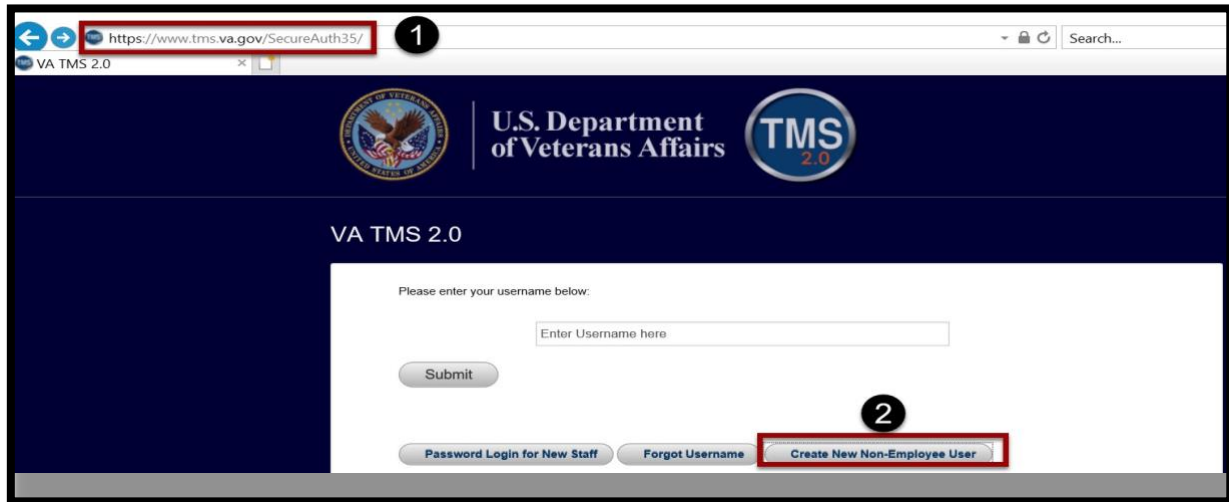 https://www.tms.va.gov/SecureAuth35/
1
Search...
VA TMS 2.0
U.S. Department
of Veterans Affairs
TMS
2.0
VA TMS 2.0
Please enter your username below:
Enter Username here
Submit
2
Password Login for New Staff Forgot Username Create New Non-Employee User